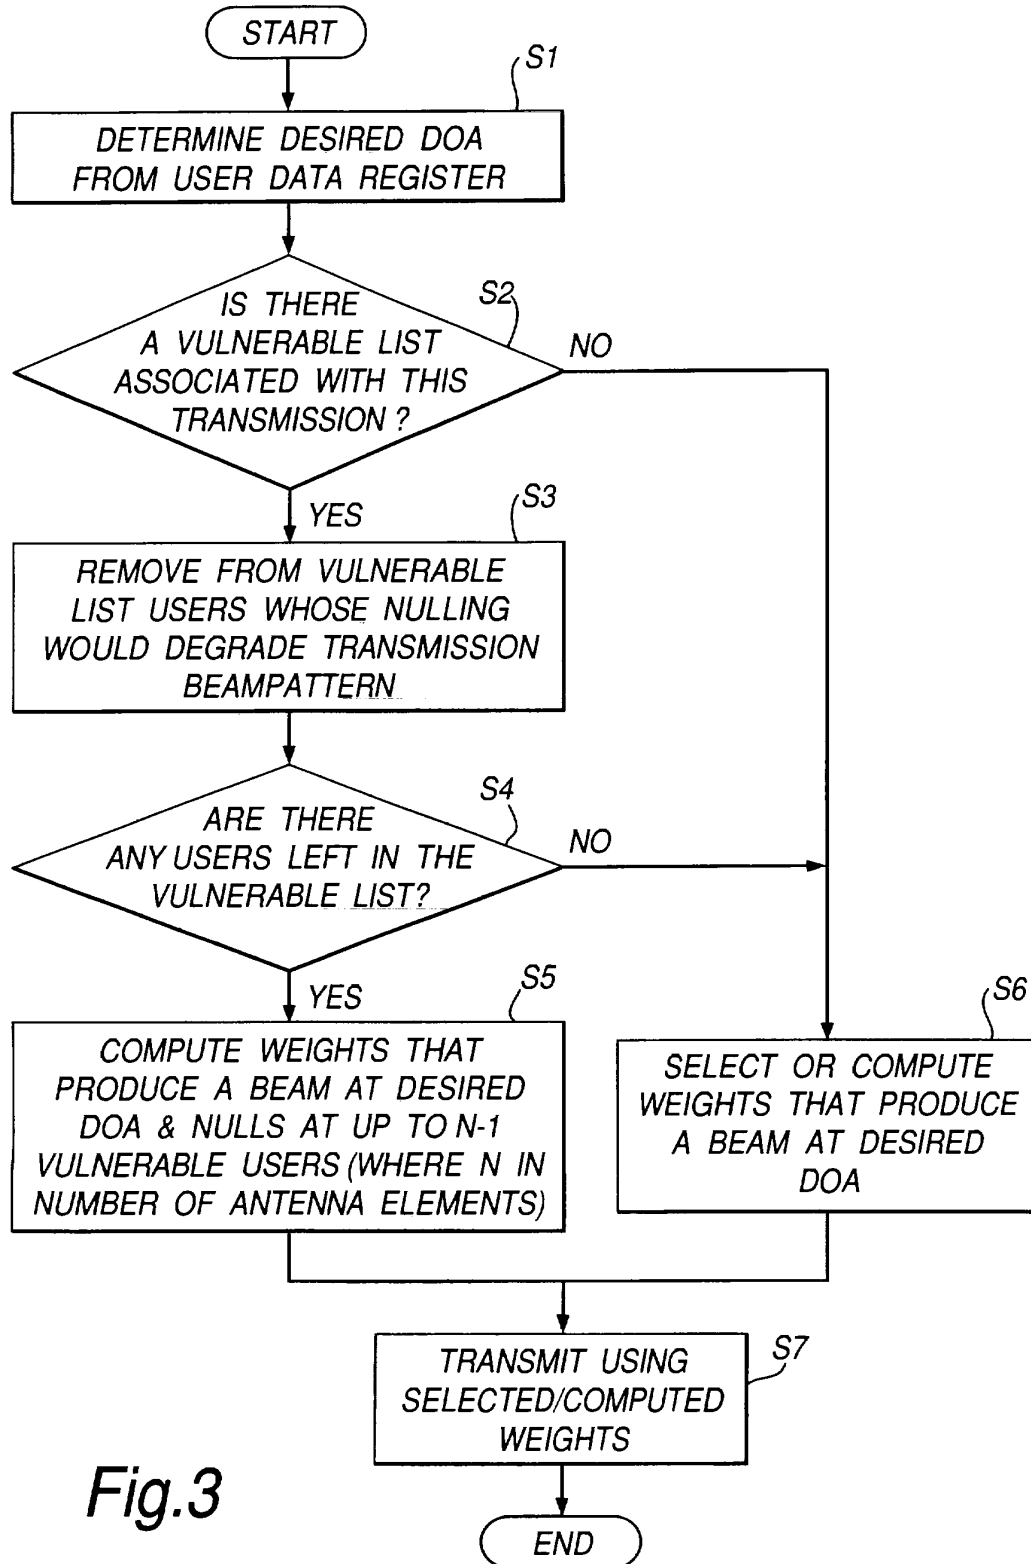 START
S1
DETERMINE DESIRED DOA
FROM USER DATA REGISTER
S2
IS THERE
A VULNERABLE LIST
ASSOCIATED WITH THIS
TRANSMISSION ?
NO
YES
S3
REMOVE FROM VULNERABLE
LIST USERS WHOSE NULLING
WOULD DEGRADE TRANSMISSION
BEAMPATTERN
S4
ARE THERE
ANY USERS LEFT IN THE
VULNERABLE LIST?
NO
YES
S5
COMPUTE WEIGHTS THAT
PRODUCE A BEAM AT DESIRED
DOA & NULLS AT UP TO N-1
VULNERABLE USERS (WHERE N IN
NUMBER OF ANTENNA ELEMENTS)
S6
SELECT OR COMPUTE
WEIGHTS THAT PRODUCE
A BEAM AT DESIRED
DOA
S7
TRANSMIT USING
SELECTED/COMPUTED
WEIGHTS
Fig.3
END